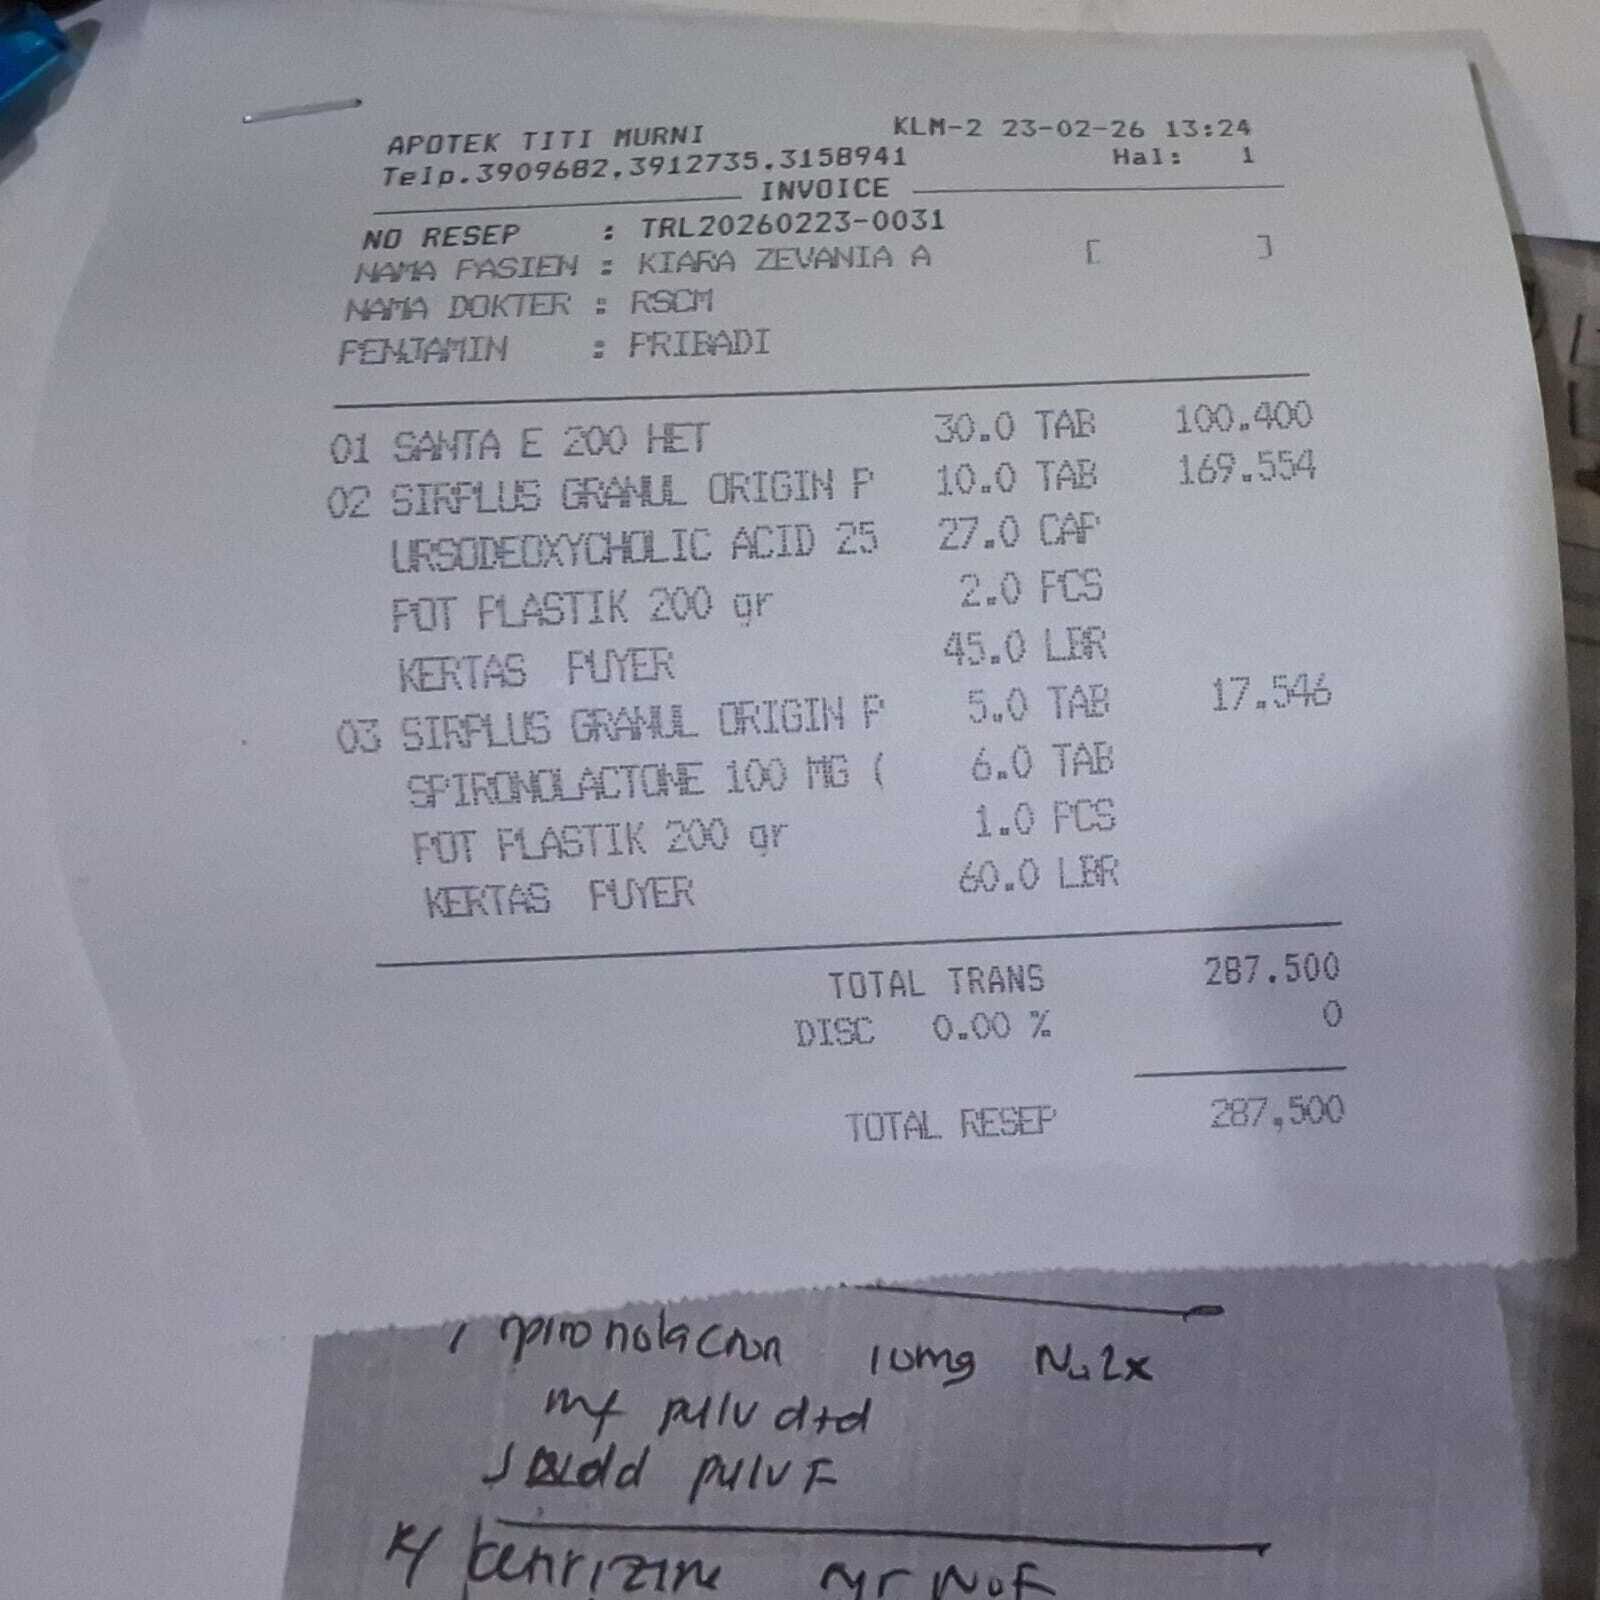 APOTEK TITI MURNI KLM-2 23-02-26 13:24
Telp.3909682,3912735.3158941 Hal: 1
INVOICE
NO RESEP : TRL20260223-0031
NAMA PASIEN : KIARA ZEVANIA A [ ]
NAMA DOKTER : RSCM
PENJAMIN : PRIBADI
01 SANTA E 200 HET 30.0 TAB 100.400
02 SIRPLUS GRANUL ORIGIN P 10.0 TAB 169.554
URSODEOXYCHOLIC ACID 25 27.0 CAP
POT PLASTIK 200 gr 2.0 PCS
KERTAS PUYER 45.0 LBR
03 SIRPLUS GRANUL ORIGIN P 5.0 TAB 17.546
SPIRONOLACTONE 100 MG ( 6.0 TAB
POT PLASTIK 200 gr 1.0 PCS
KERTAS PUYER 60.0 LBR
TOTAL TRANS 287.500
DISC 0.00 % 0
TOTAL RESEP 287,500
10mg
mf pulv dtd
dd pulv